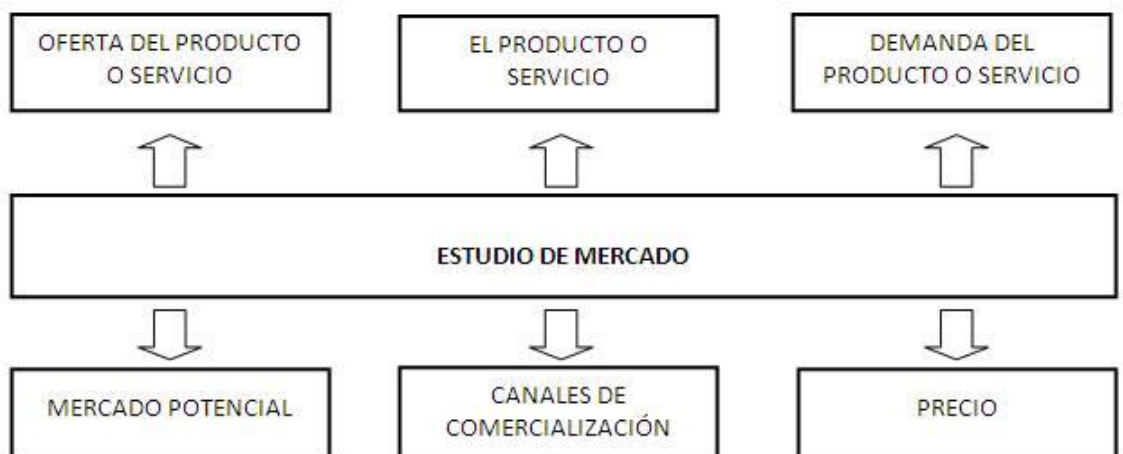 OFERTA DEL PRODUCTO
O SERVICIO
EL PRODUCTO O
SERVICIO
DEMANDA DEL
PRODUCTO O SERVICIO
ESTUDIO DE MERCADO
MERCADO POTENCIAL
CANALES DE
COMERCIALIZACIÓN
PRECIO